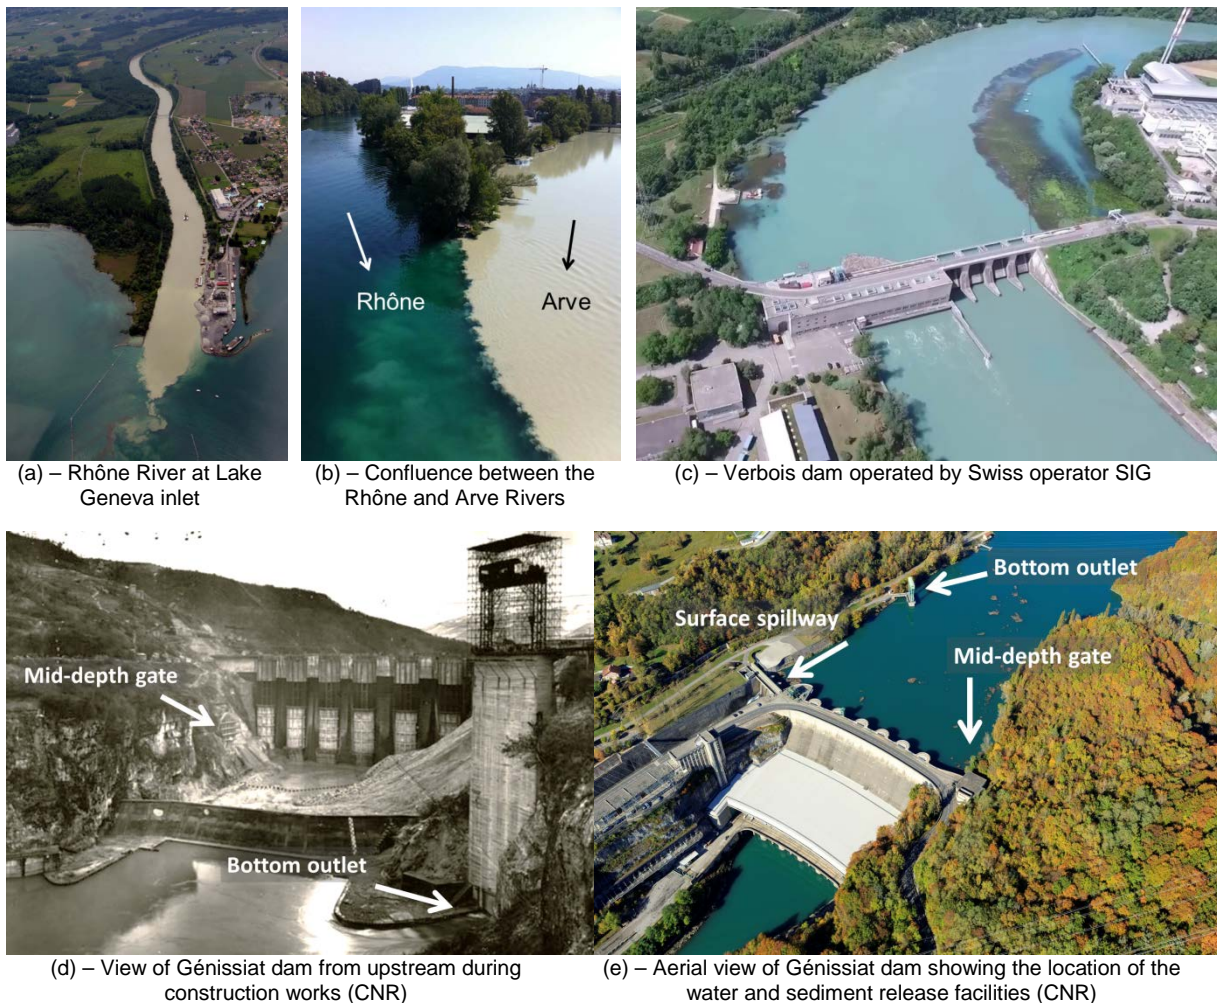 Rhône
Arve
(a) – Rhône River at Lake
Geneva inlet
(b) – Confluence between the
Rhône and Arve Rivers
(c) – Verbois dam operated by Swiss operator SIG
Mid-depth gate
Bottom outlet
Bottom outlet
Surface spillway
Mid-depth gate
(d) – View of Génissiat dam from upstream during
construction works (CNR)
(e) – Aerial view of Génissiat dam showing the location of the
water and sediment release facilities (CNR)